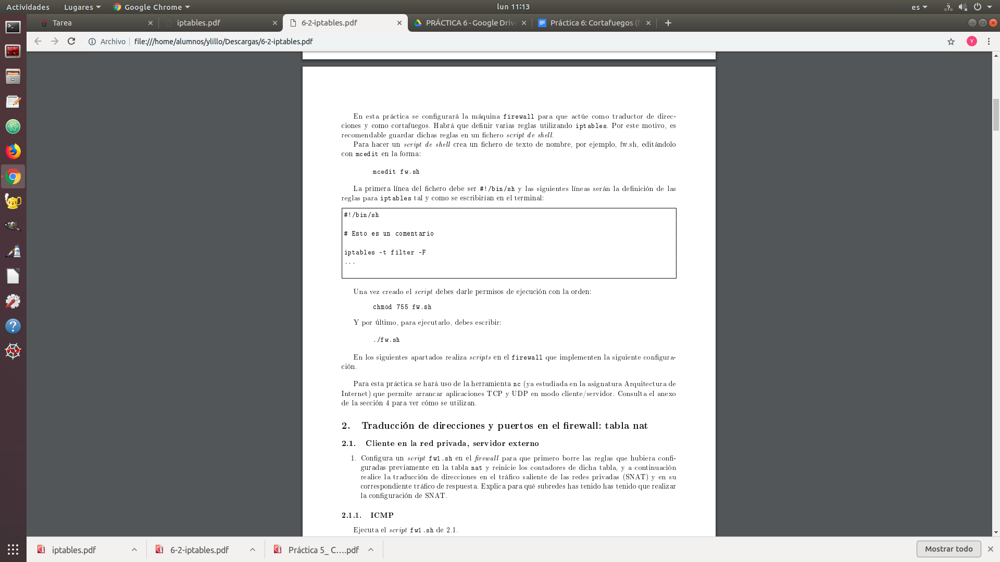 Actividades Lugares Google Chrome lun 11:13 es
Tarea iptables.pdf 6-2-iptables.pdf PRÁCTICA 6 - Google Drive Práctica 6: Cortafuegos (f
Archivo file:///home/alumnos/ylillo/Descargas/6-2-iptables.pdf Y
En esta práctica se configurará la máquina firewall para que actúe como traductor de direc-
ciones y como cortafuegos. Habrá que definir varias reglas utilizando iptables. Por este motivo, es
recomendable guardar dichas reglas en un fichero script de shell.
Para hacer un script de shell crea un fichero de texto de nombre, por ejemplo, fw.sh, editándolo
con mcedit en la forma:
mcedit fw.sh
La primera línea del fichero debe ser #!/bin/sh y las siguientes líneas serán la definición de las
reglas para iptables tal y como se escribirían en el terminal:
#!/bin/sh
# Esto es un comentario
iptables -t filter -F
...
Una vez creado el script debes darle permisos de ejecución con la orden:
chmod 755 fw.sh
Y por último, para ejecutarlo, debes escribir:
./fw.sh
En los siguientes apartados realiza scripts en el firewall que implementen la siguiente configura-
ción.
Para esta práctica se hará uso de la herramienta nc (ya estudiada en la asignatura Arquitectura de
Internet) que permite arrancar aplicaciones TCP y UDP en modo cliente/servidor. Consulta el anexo
de la sección 4 para ver cómo se utilizan.
2. Traducción de direcciones y puertos en el firewall: tabla nat
2.1. Cliente en la red privada, servidor externo
1. Configura un script fw1.sh en el firewall para que primero borre las reglas que hubiera confi-
guradas previamente en la tabla nat y reinicie los contadores de dicha tabla, y a continuación
realice la traducción de direcciones en el tráfico saliente de las redes privadas (SNAT) y en su
correspondiente tráfico de respuesta. Explica para qué subredes has tenido has tenido que realizar
la configuración de SNAT.
2.1.1. ICMP
Ejecuta el script fw1.sh de 2.1.
iptables.pdf 6-2-iptables.pdf Práctica 5_ C....pdf Mostrar todo